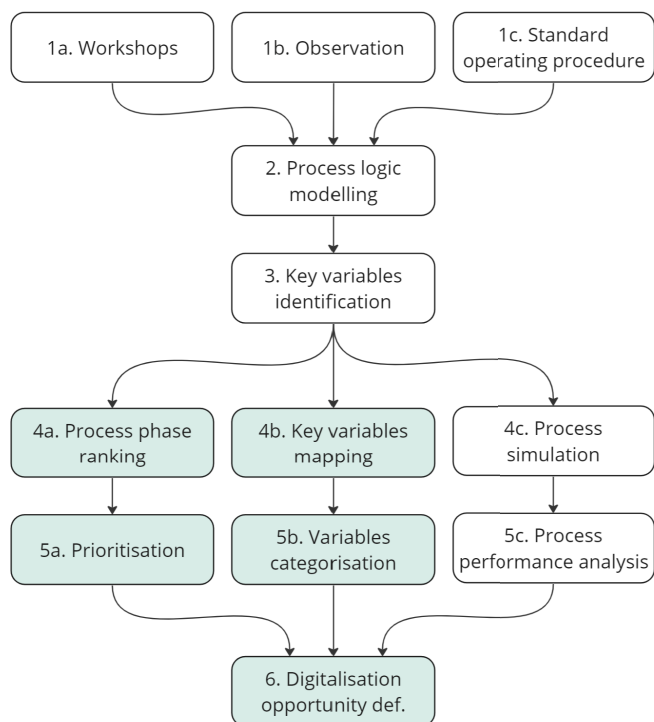 1a. Workshops
1b. Observation
1c. Standard
operating procedure
2. Process logic
modelling
3. Key variables
identification
4a. Process phase
ranking
4b. Key variables
mapping
4c. Process
simulation
5a. Prioritisation
5b. Variables
categorisation
5c. Process
performance analysis
6. Digitalisation
opportunity def.